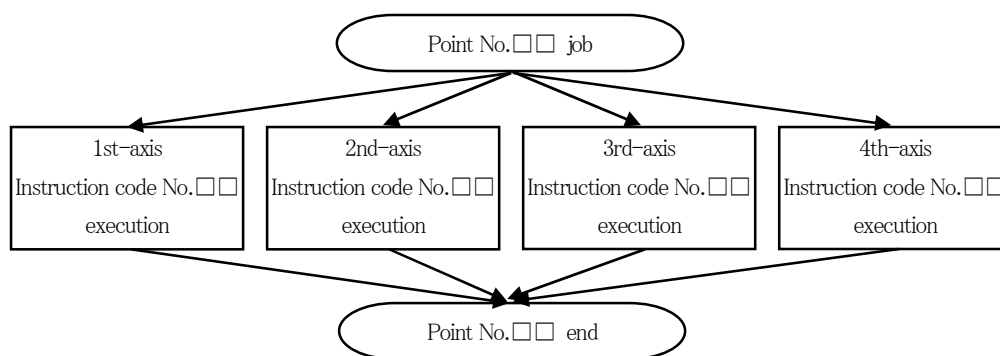 Point No.□□ job
1st-axis
Instruction code No.□□
execution
2nd-axis
Instruction code No.□□
execution
3rd-axis
Instruction code No.□□
execution
4th-axis
Instruction code No.□□
execution
Point No.□□ end